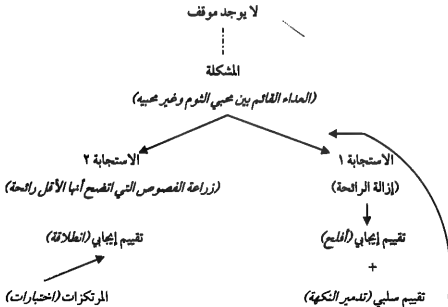 لا يوجد موقف
المشكلة
(العداء القائم بين محبي الثوم وغير محبيه)
الاستجابة ١
(إزالة الرائحة)
تقييم إيجابي (أفلح)
+
تقييم سلبي (تدمير النكهة)
الاستجابة ٢
(زراعة الفصوص التي اتضح أنها الأقل رائحة)
تقييم إيجابي (انطلاقة)
المرتكزات (اختبارات)